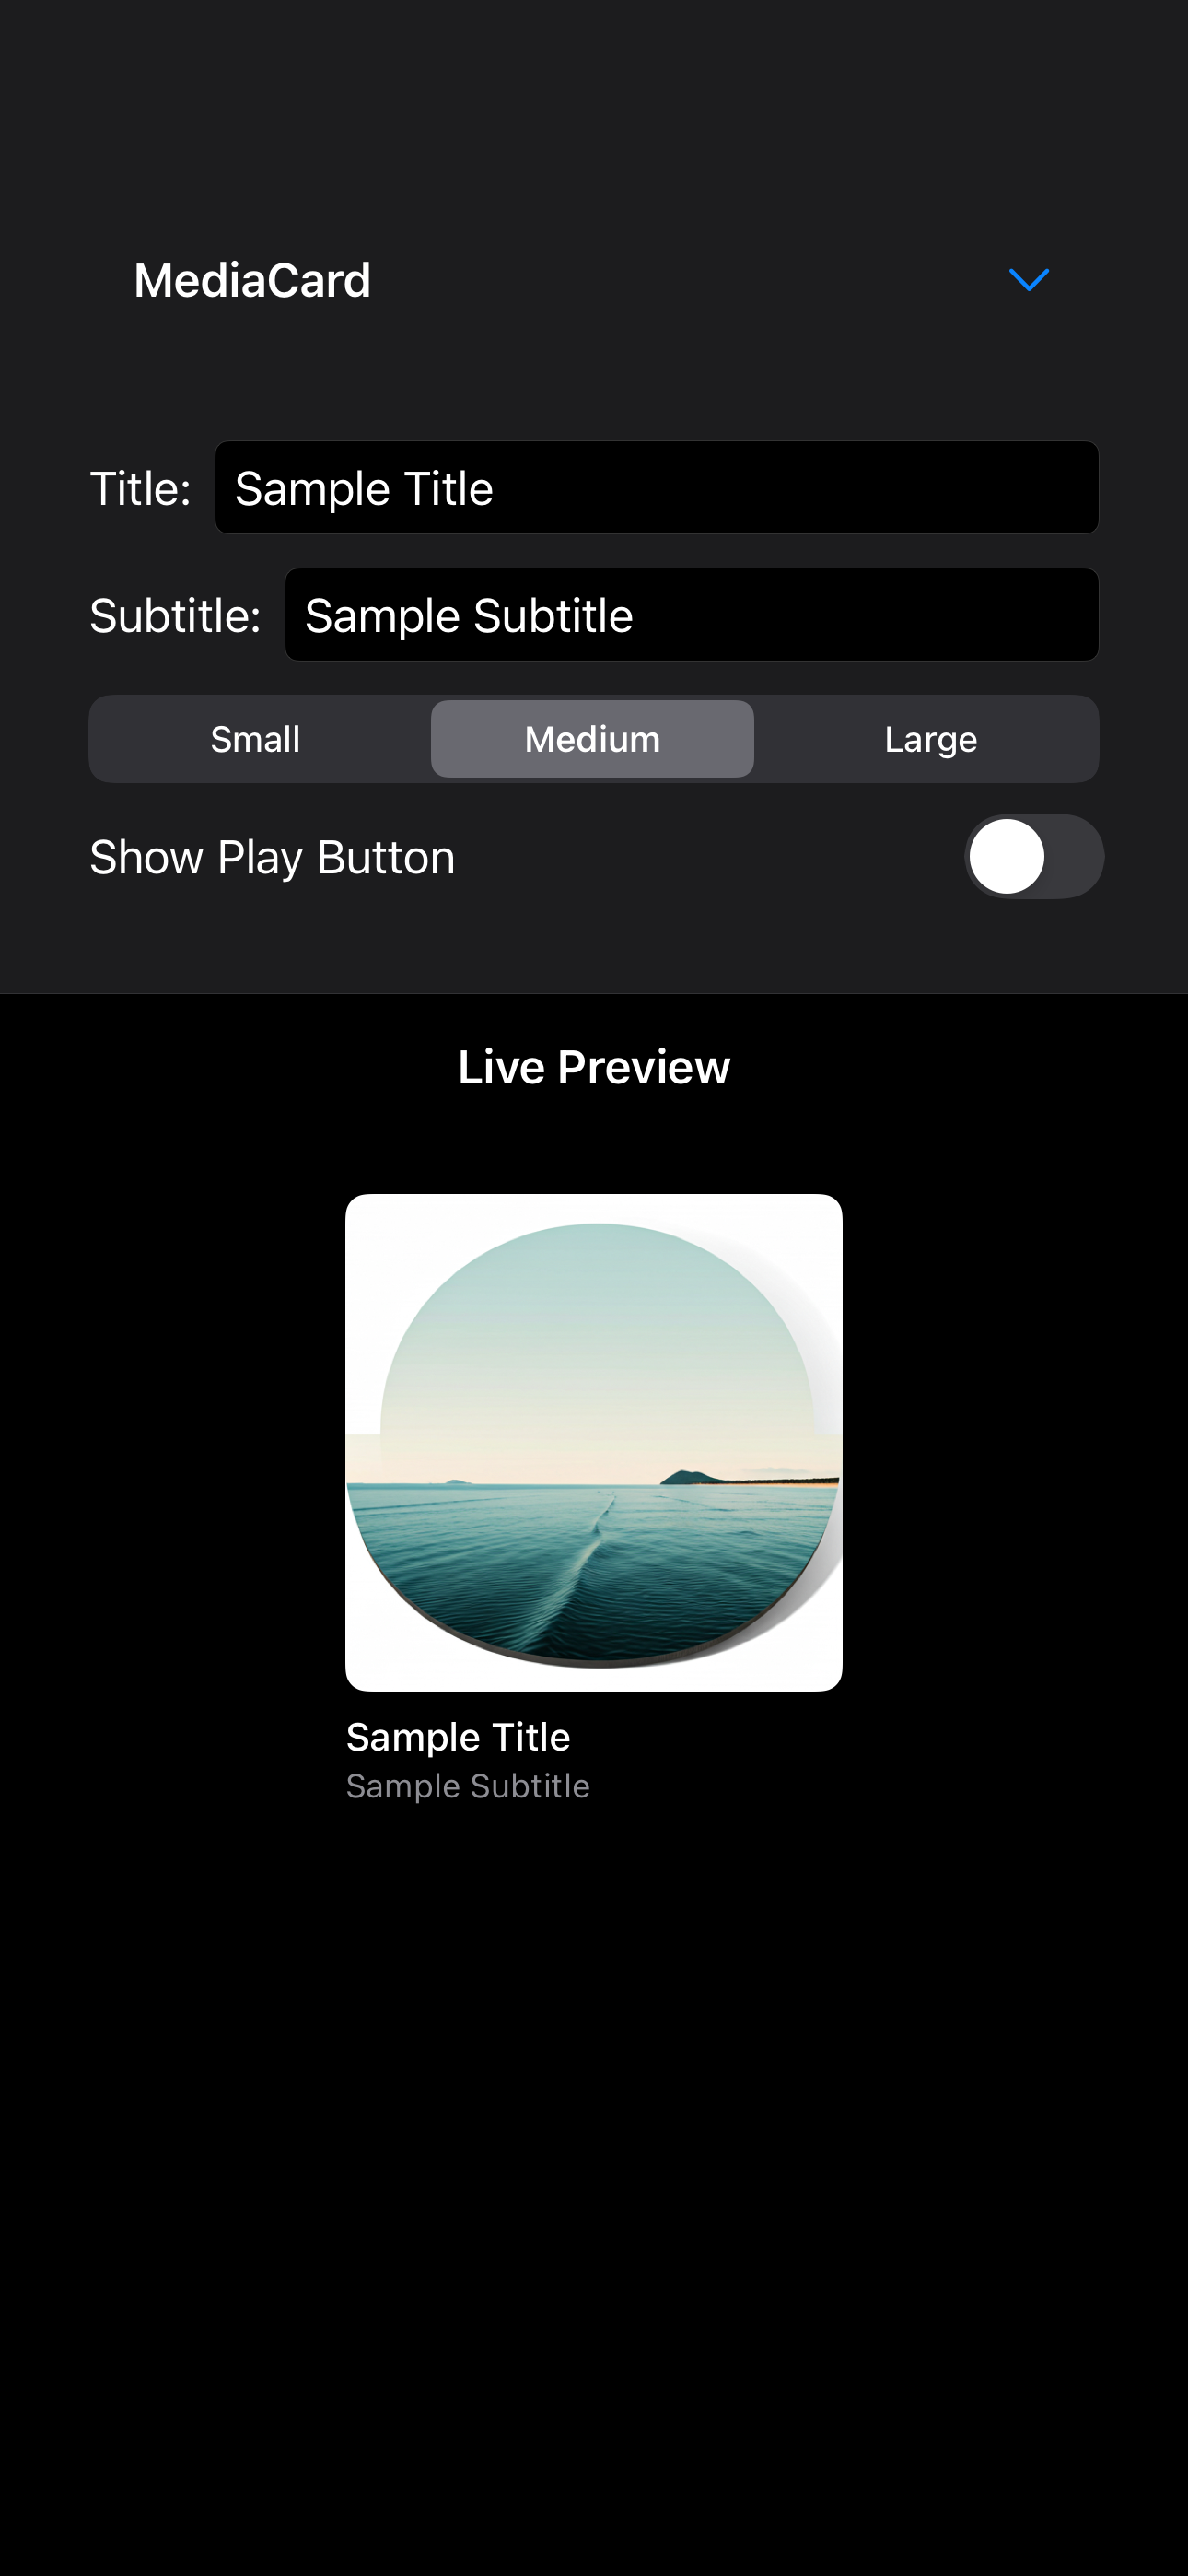 MediaCard
Title: Sample Title
Subtitle: Sample Subtitle
Small Medium Large
Show Play Button
Live Preview
Sample Title
Sample Subtitle